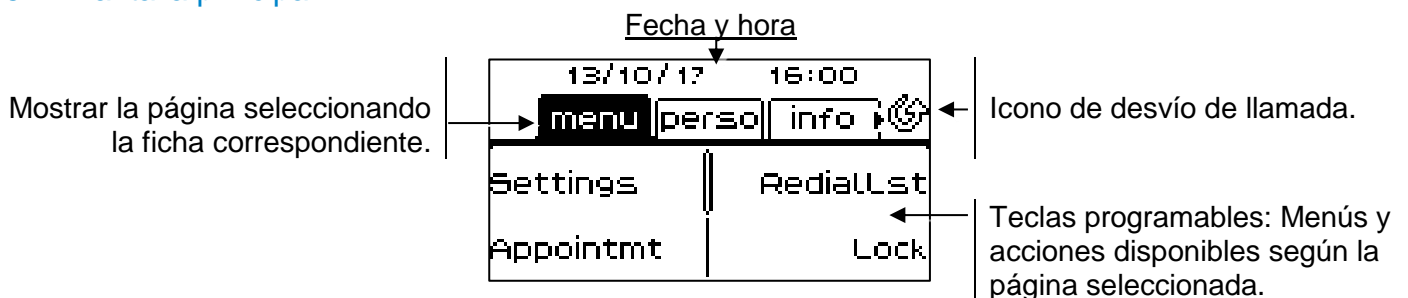 Fecha y hora
13/10/17 16:00
Mostrar la página seleccionando
la ficha correspondiente.
menu perso info
Icono de desvío de llamada.
Settings RedialLst
Appointmt Lock
Teclas programables: Menús y
acciones disponibles según la
página seleccionada.